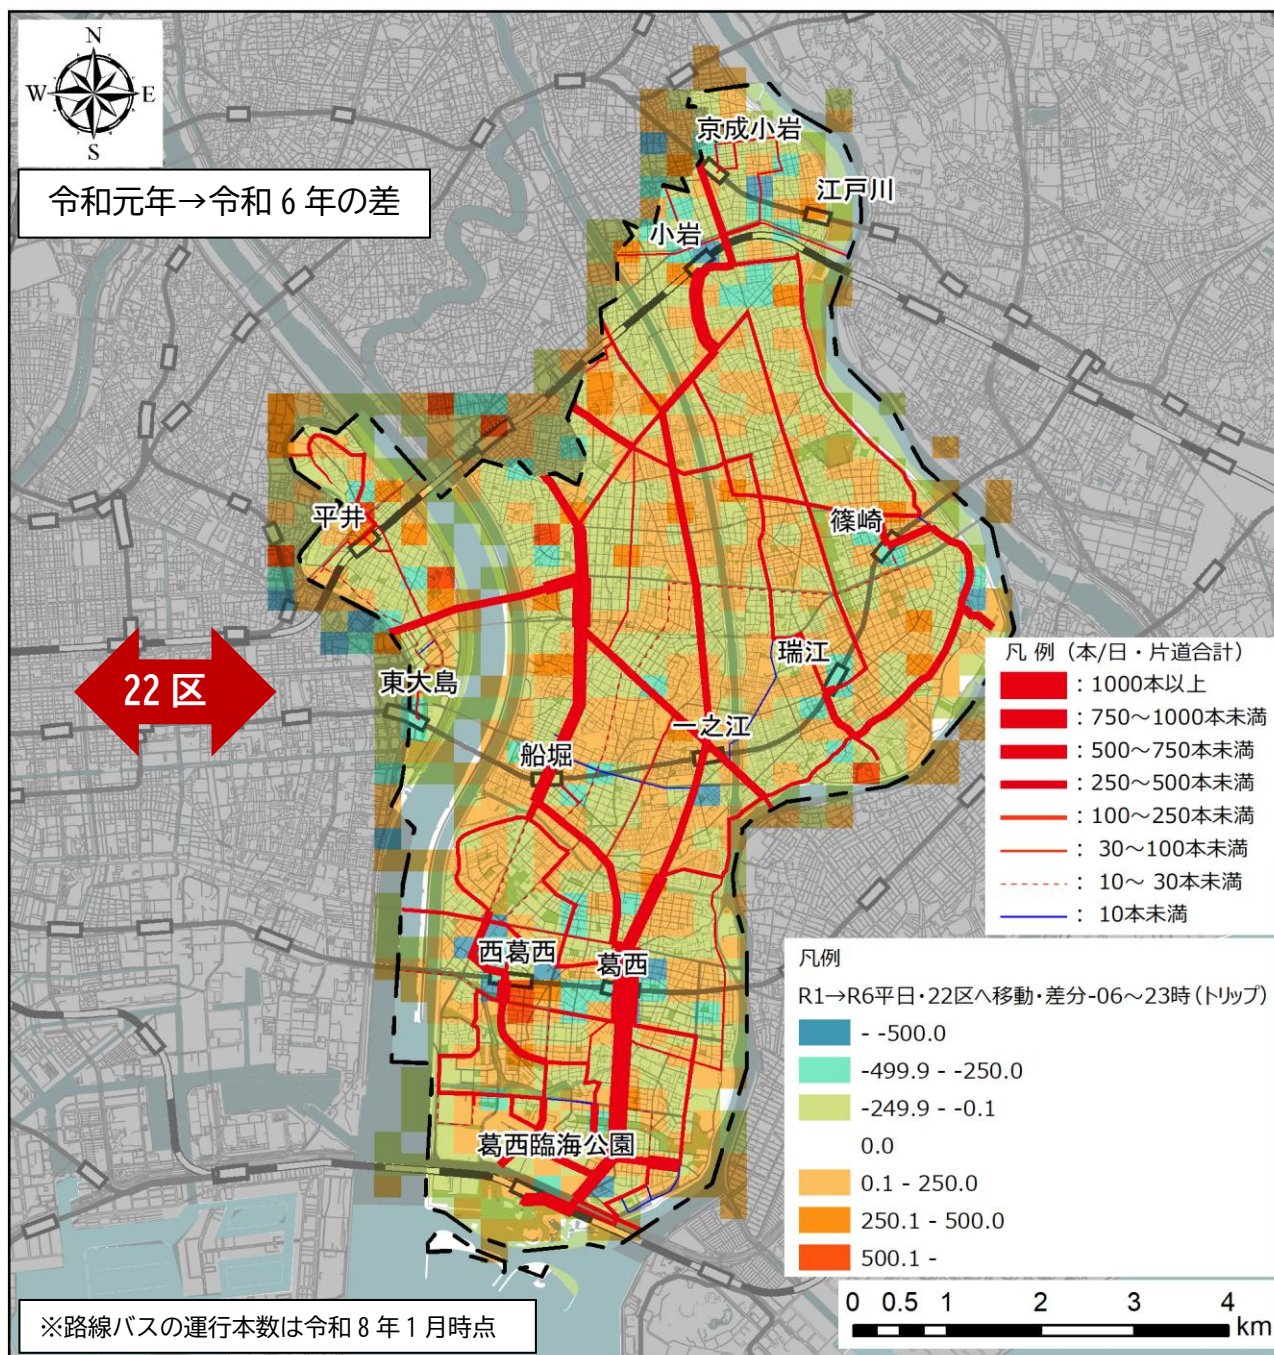 N
W E
S
令和元年→令和6年の差
京成小岩
江戸川
小岩
平井
篠崎
瑞江
22区
東大島
一之江
船堀
西葛西
葛西
葛西臨海公園
凡 例（本/日・片道合計）
：1000本以上
：750～1000本未満
：500～750本未満
：250～500本未満
：100～250本未満
： 30～100本未満
： 10～ 30本未満
： 10本未満
凡例
R1→R6平日・22区へ移動・差分-06～23時（トリップ）
- -500.0
-499.9 - -250.0
-249.9 - -0.1
0.0
0.1 - 250.0
250.1 - 500.0
500.1 -
0 0.5 1 2 3 4
km
※路線バスの運行本数は令和8年1月時点